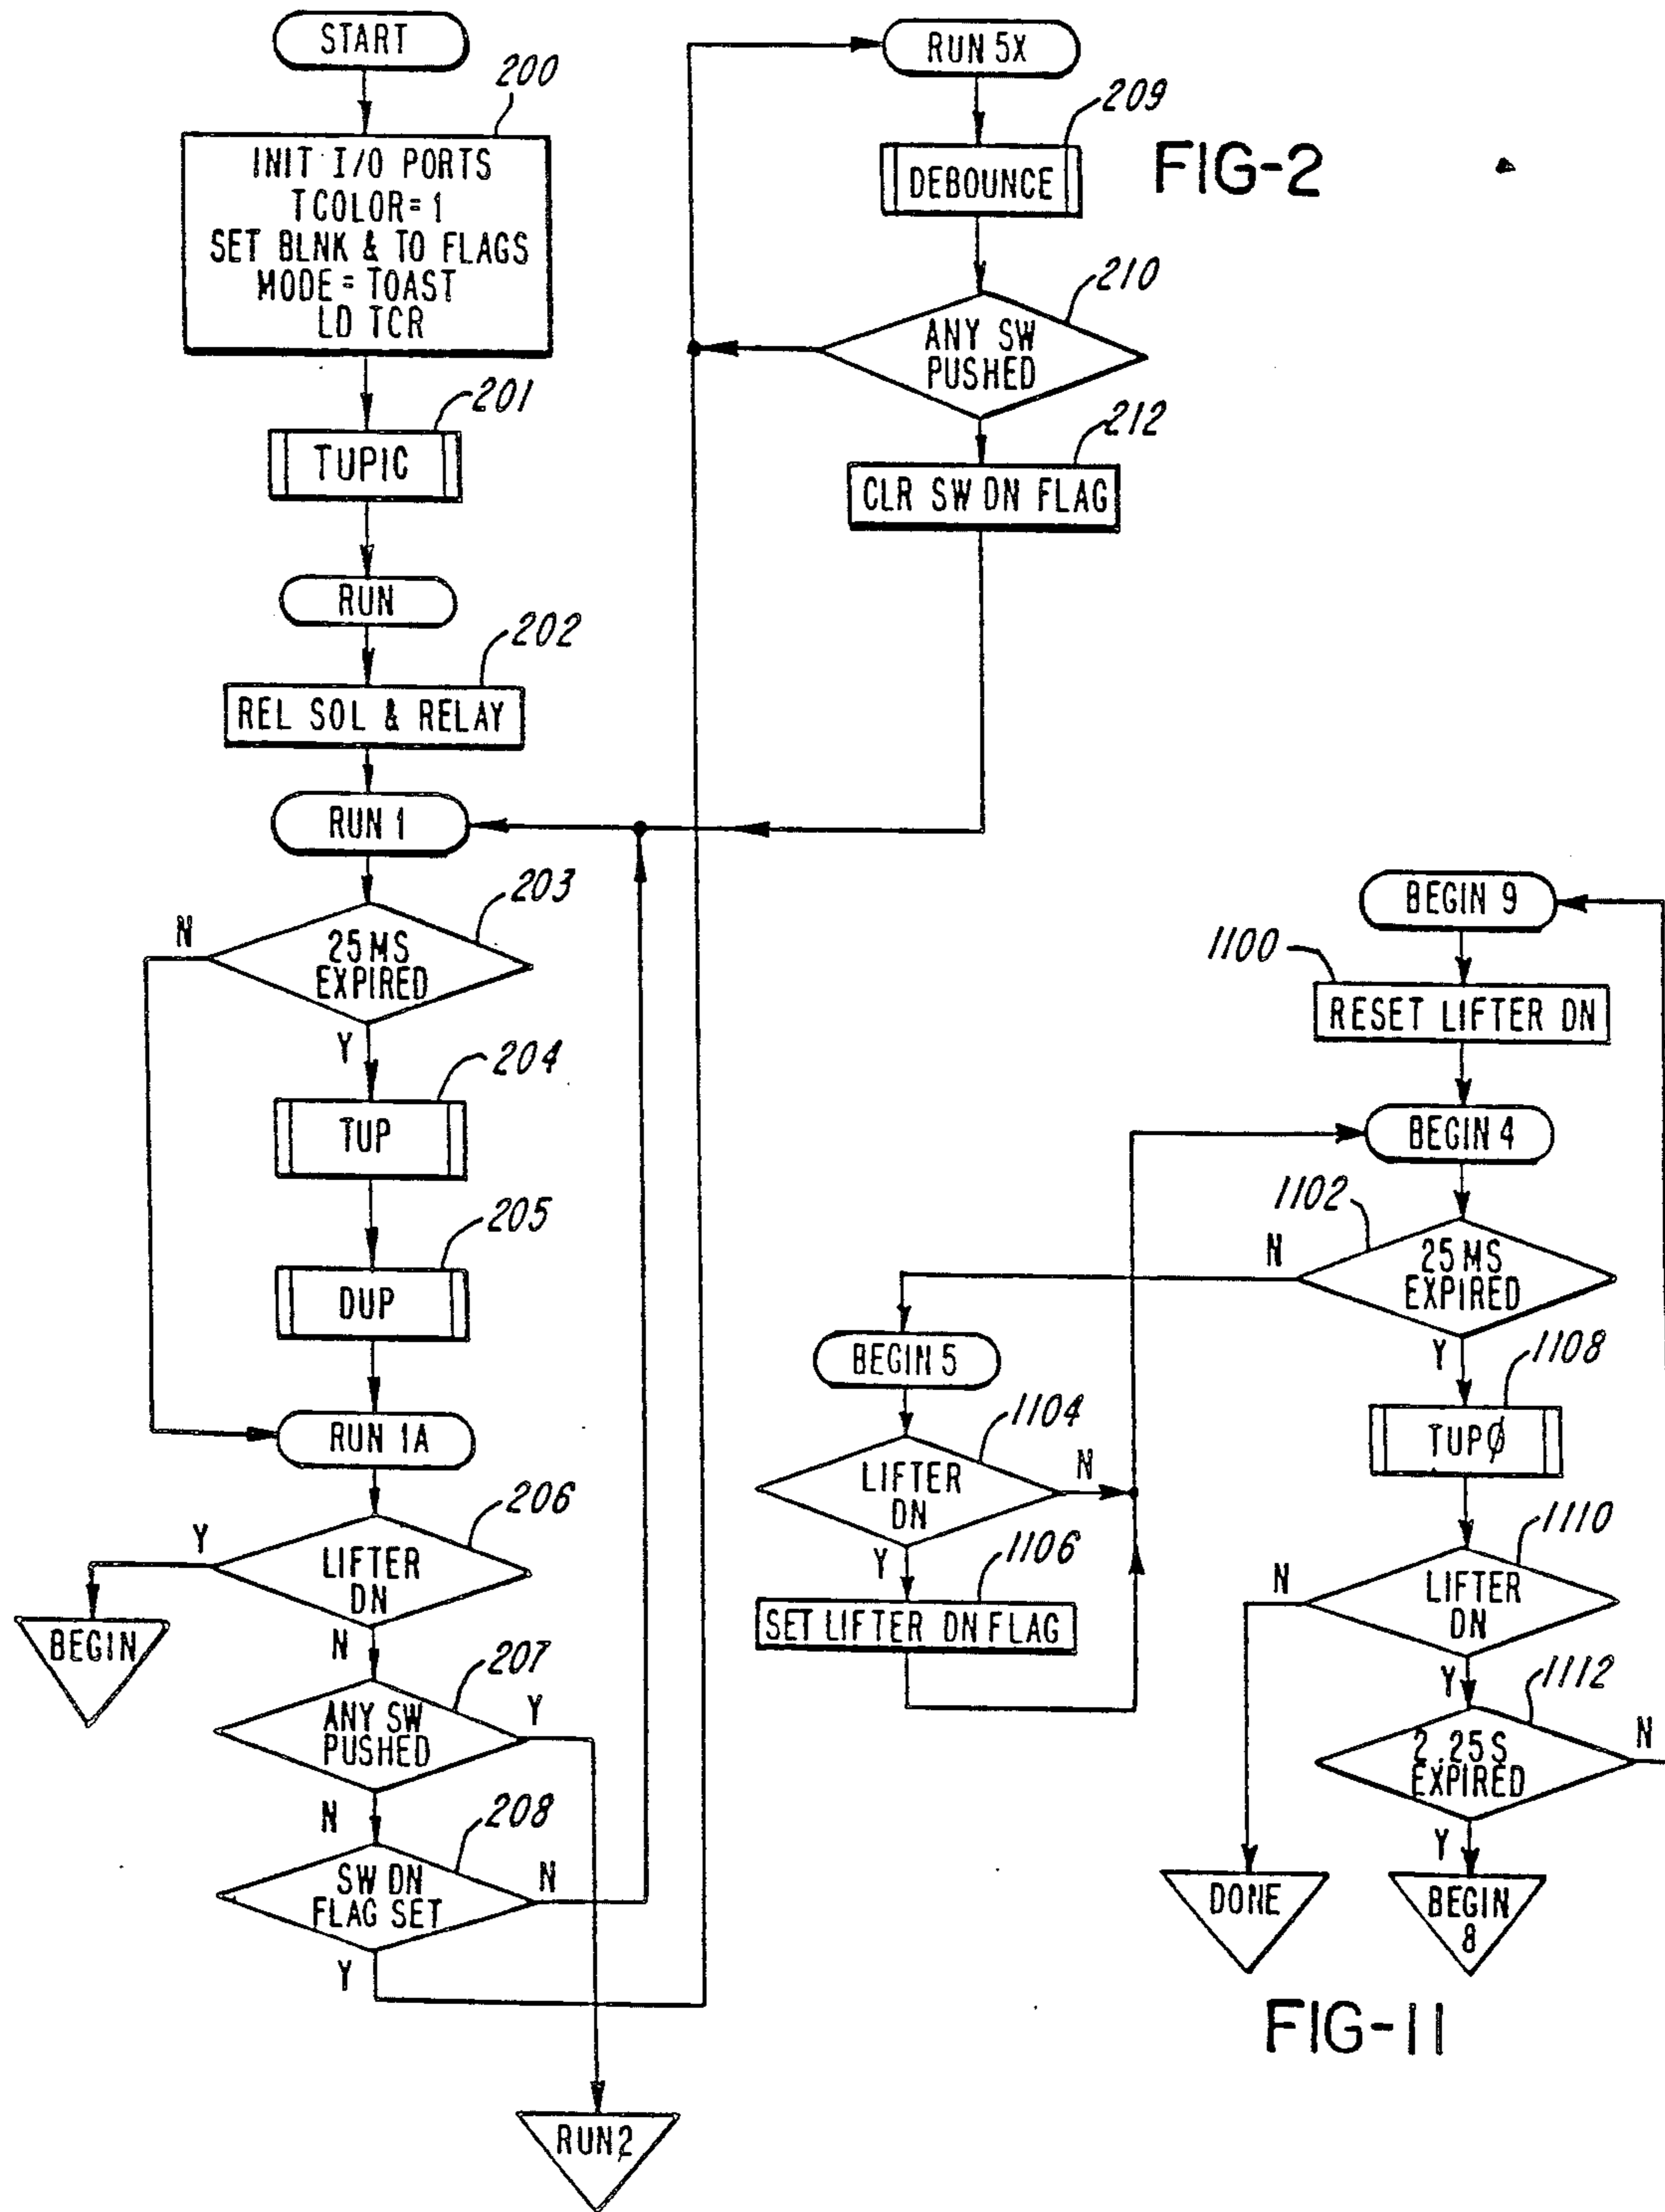 START
200
INIT I/O PORTS
TCOLOR=1
SET BLNK & TO FLAGS
MODE=TOAST
LD TCR
201
TUPIC
RUN
202
REL SOL & RELAY
RUN 1
203
25MS
EXPIRED
N
Y
204
TUP
205
DUP
RUN 1A
206
LIFTER
DN
Y
BEGIN
N
207
ANY SW
PUSHED
Y
N
208
SW DN
FLAG SET
N
Y
RUN2
RUN 5X
209
DEBOUNCE
FIG-2
210
ANY SW
PUSHED
212
CLR SW DN FLAG
BEGIN 9
1100
RESET LIFTER DN
BEGIN 4
1102
25MS
EXPIRED
N
Y
BEGIN 5
1104
LIFTER
DN
N
Y
1106
SET LIFTER DN FLAG
1108
TUPØ
1110
LIFTER
DN
N
Y
1112
2.25S
EXPIRED
N
Y
DONE
BEGIN
8
FIG-11